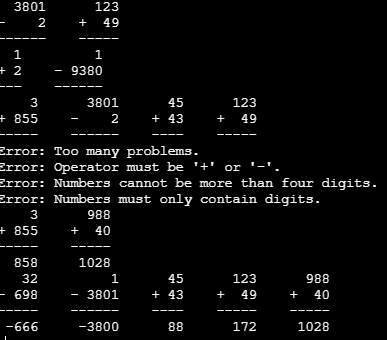 3801      123
-    2    +  49
------    -----
  1         1
+ 2    - 9380
---    ------
    3      3801      45      123
+ 855    -    2    + 43    +  49
-----    ------    ----    -----
Error: Too many problems.
Error: Operator must be '+' or '-'.
Error: Numbers cannot be more than four digits.
Error: Numbers must only contain digits.
    3      988
+ 855    +  40
-----    -----
  858     1028
   32         1      45      123      988
- 698    - 3801    + 43    +  49    +  40
-----    ------    ----    -----    -----
 -666     -3800      88      172     1028